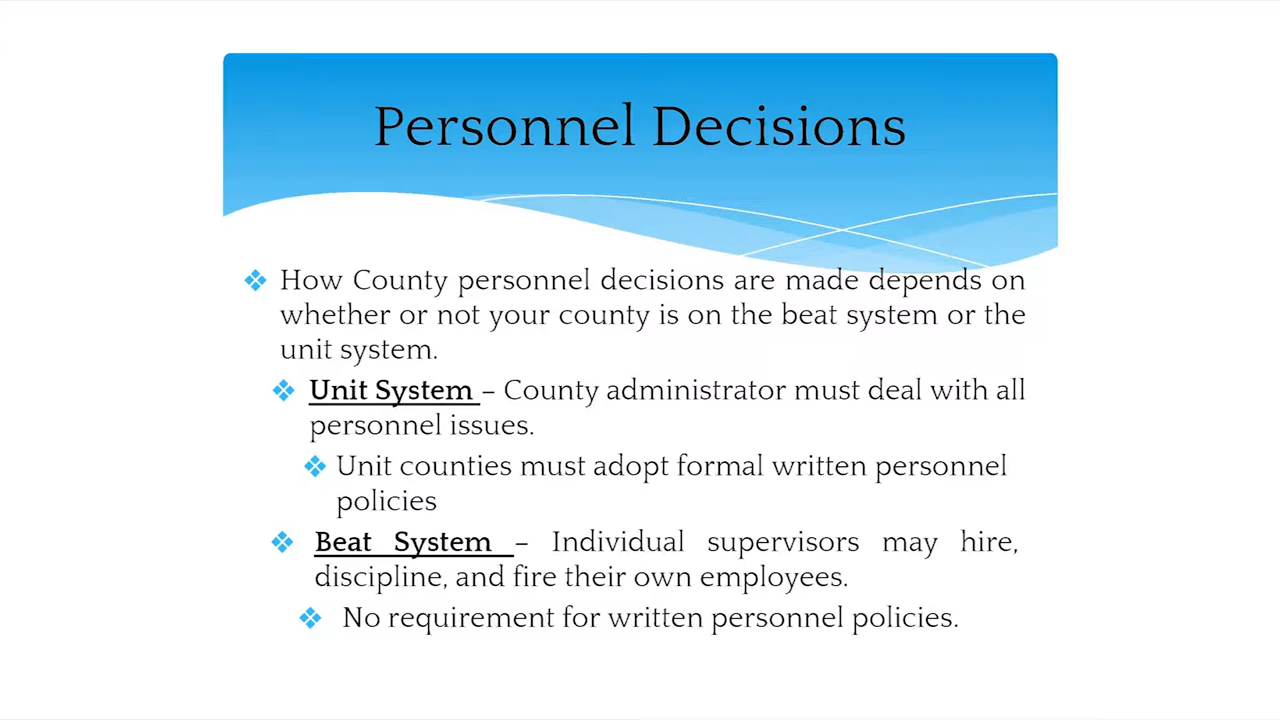 Personnel Decisions
How County personnel decisions are made depends on
whether or not your county is on the beat system or the
unit system.
Unit System – County administrator must deal with all
personnel issues.
Unit counties must adopt formal written personnel
policies
Beat System – Individual supervisors may hire,
discipline, and fire their own employees.
No requirement for written personnel policies.